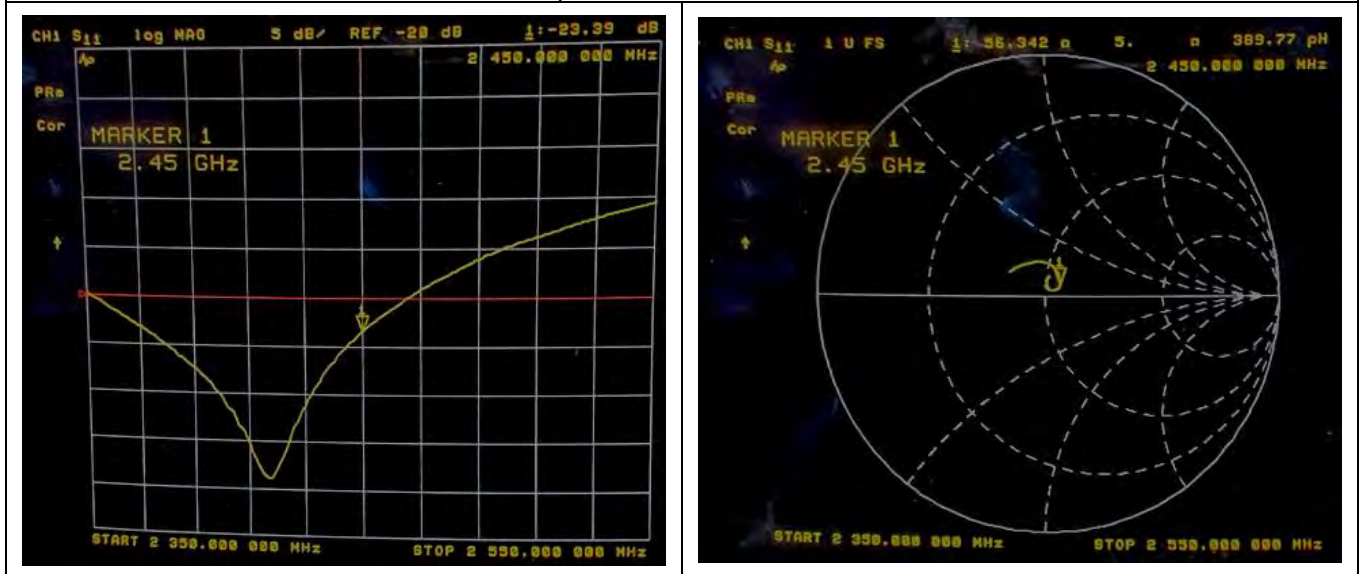 CH1 S11 log MAG 5 dB/ REF -20 dB 1:-23.39 dB
2 450.000 000 MHz
PRm
Cor
MARKER 1
2.45 GHz
START 2 350.000 000 MHz STOP 2 550.000 000 MHz
CH1 S11 1 U FS 1: 56.342 Ω 5. Ω 389.77 pH
2 450.000 000 MHz
PRm
Cor
MARKER 1
2.45 GHz
START 2 350.000 000 MHz STOP 2 550.000 000 MHz